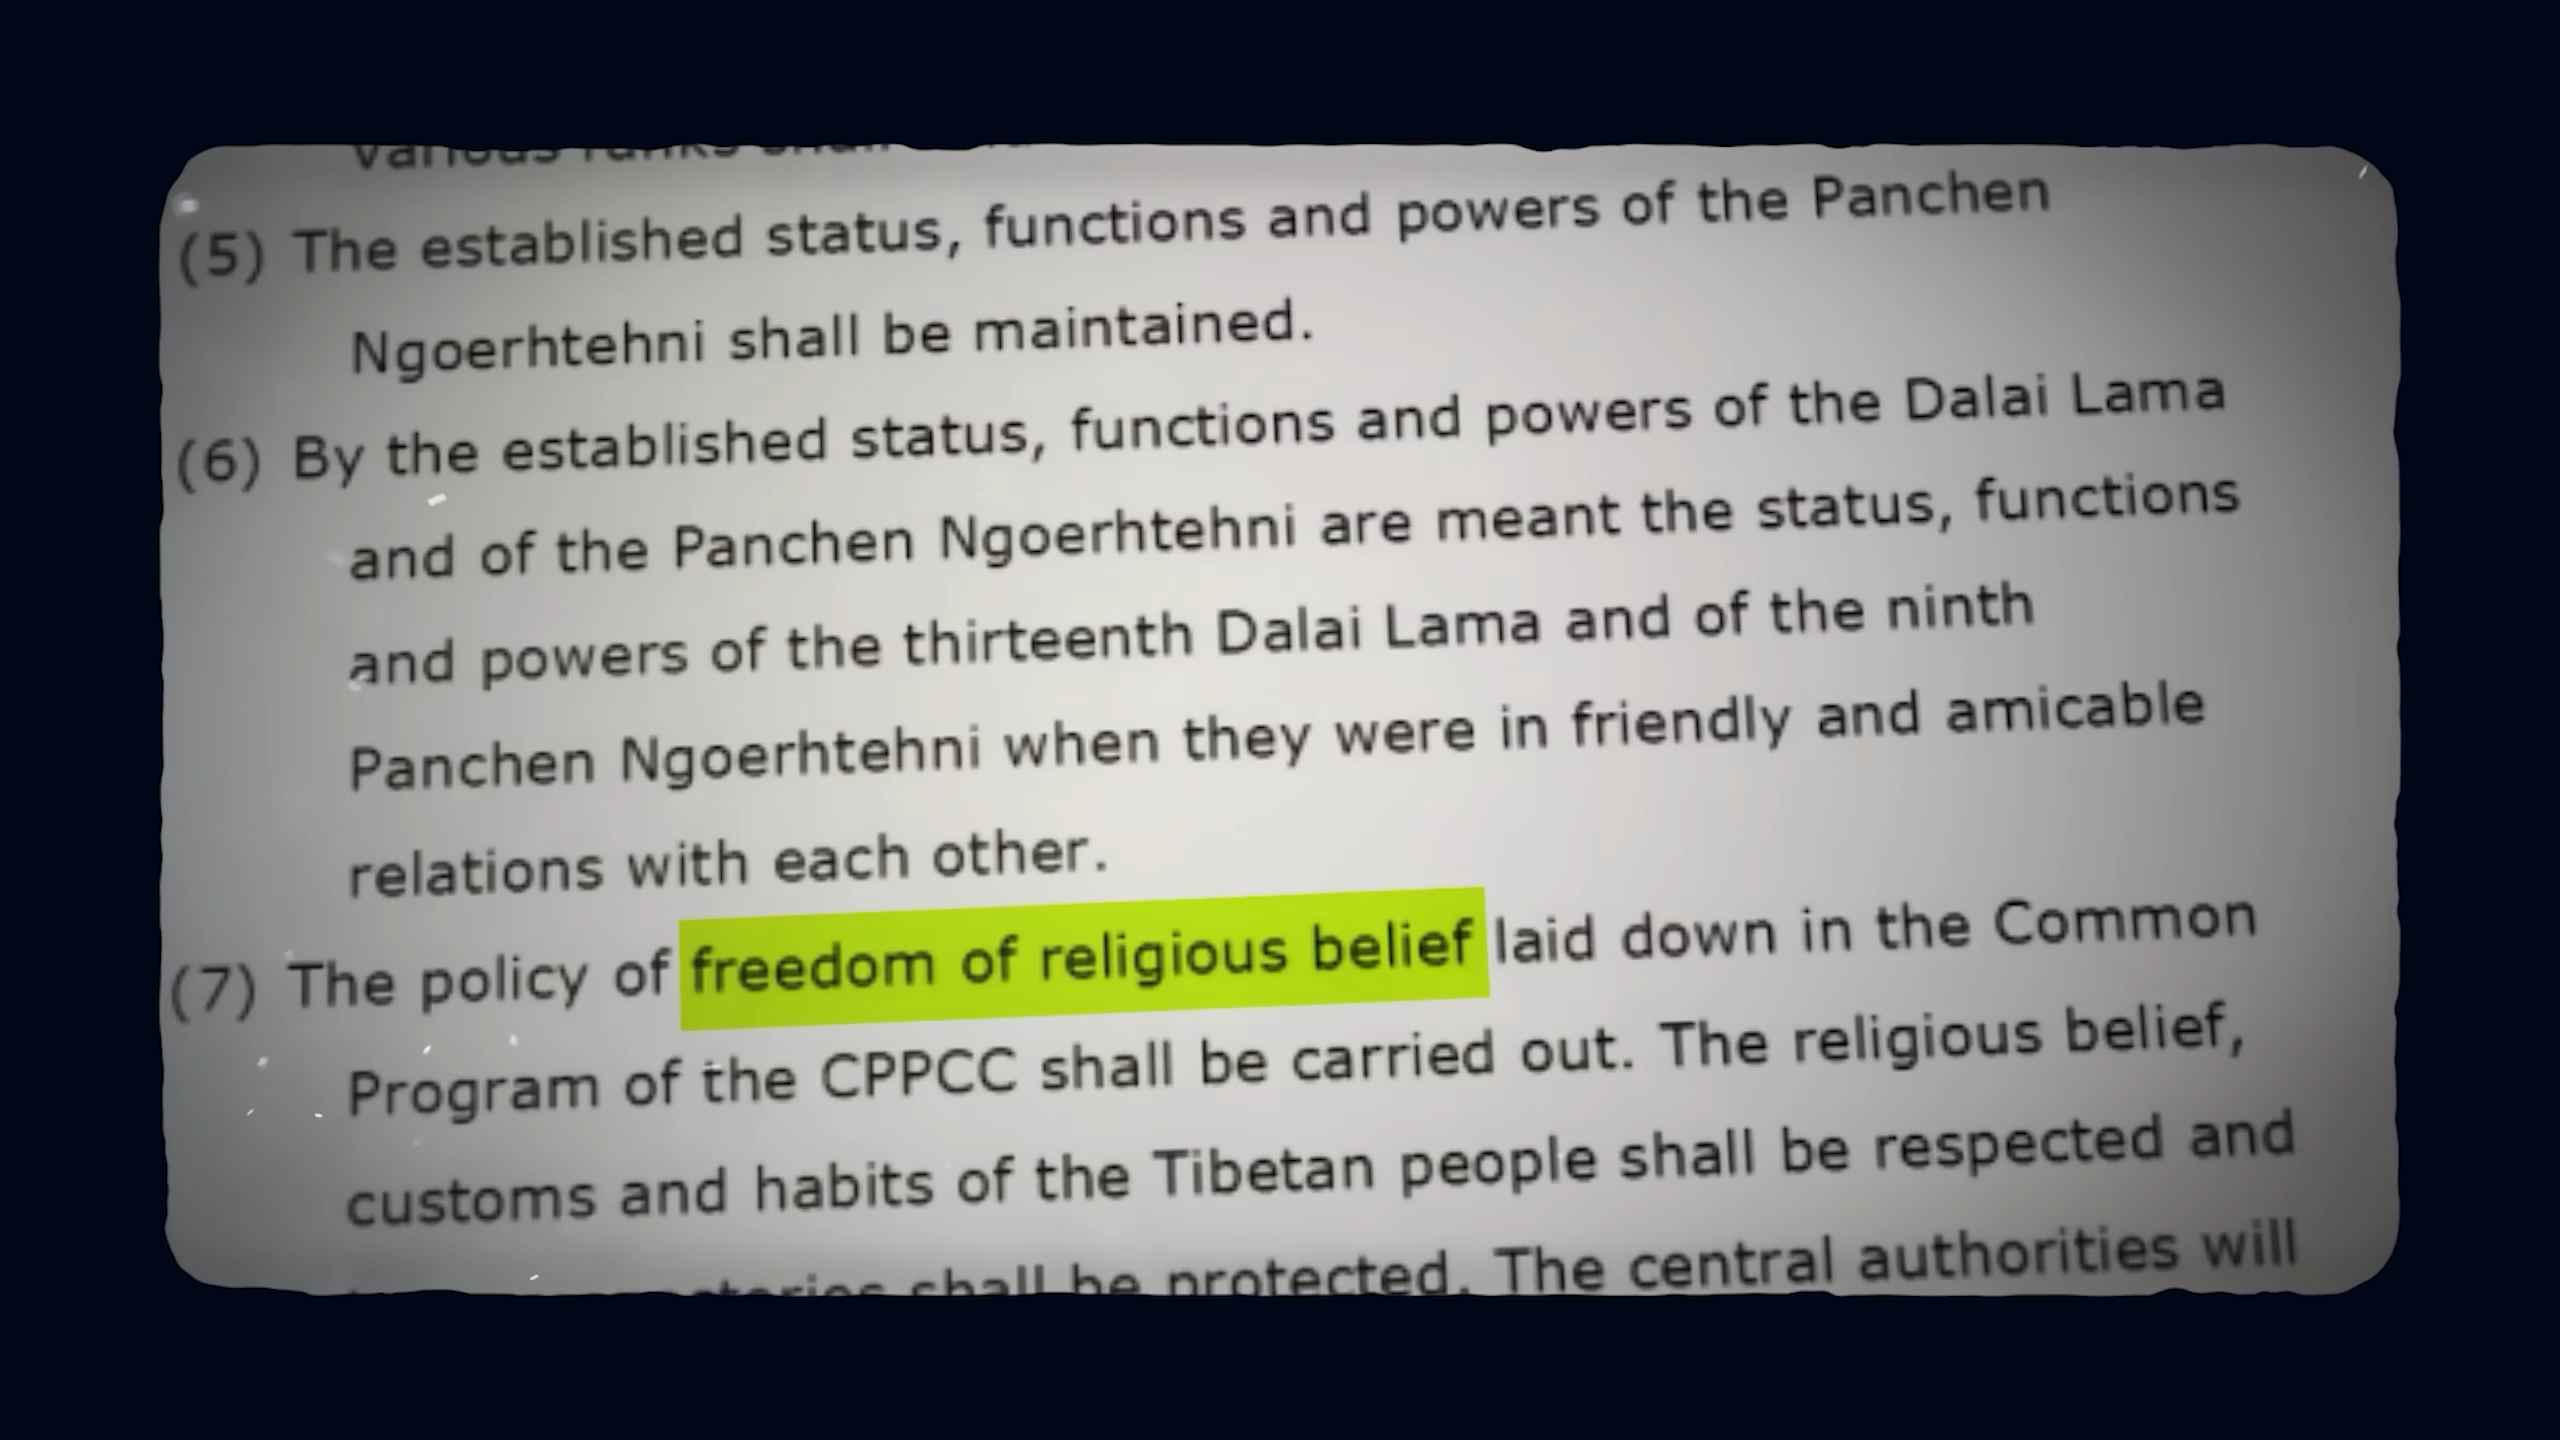 various ranks shall
(5) The established status, functions and powers of the Panchen
Ngoerhtehni shall be maintained.
(6) By the established status, functions and powers of the Dalai Lama
and of the Panchen Ngoerhtehni are meant the status, functions
and powers of the thirteenth Dalai Lama and of the ninth
Panchen Ngoerhtehni when they were in friendly and amicable
relations with each other.
(7) The policy of freedom of religious belief laid down in the Common
Program of the CPPCC shall be carried out. The religious belief,
customs and habits of the Tibetan people shall be respected and
shall be protected. The central authorities will